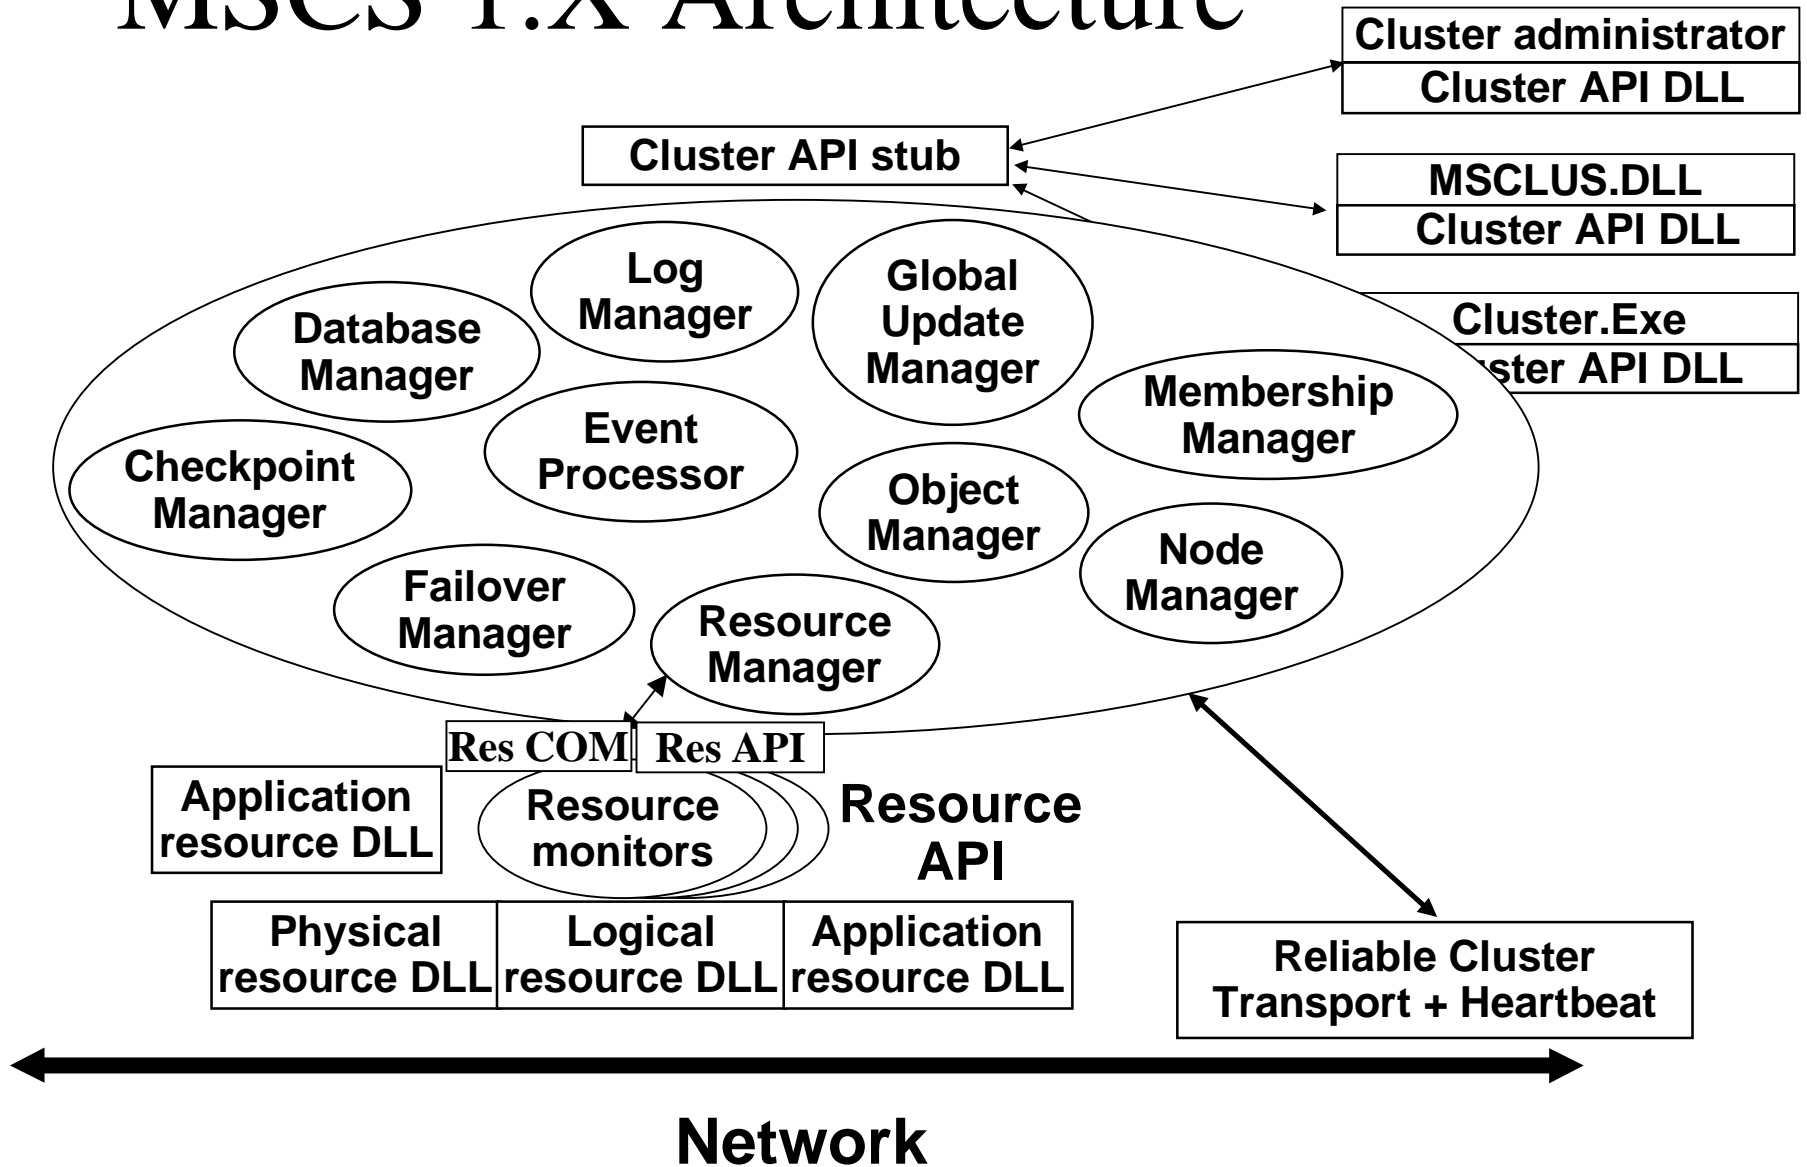 MSCS 1.X Architecture
Cluster administrator
Cluster API DLL
Cluster API stub
MSCLUS.DLL
Cluster API DLL
Log
Manager
Global
Update
Manager
Database
Manager
Cluster.Exe
ster API DLL
Membership
Manager
Event
Processor
Checkpoint
Manager
Object
Manager
Node
Manager
Failover
Manager
Resource
Manager
Res COM
Res API
Application
resource DLL
Resource
monitors
Resource
API
Physical
resource DLL
Logical
resource DLL
Application
resource DLL
Reliable Cluster
Transport + Heartbeat
Network